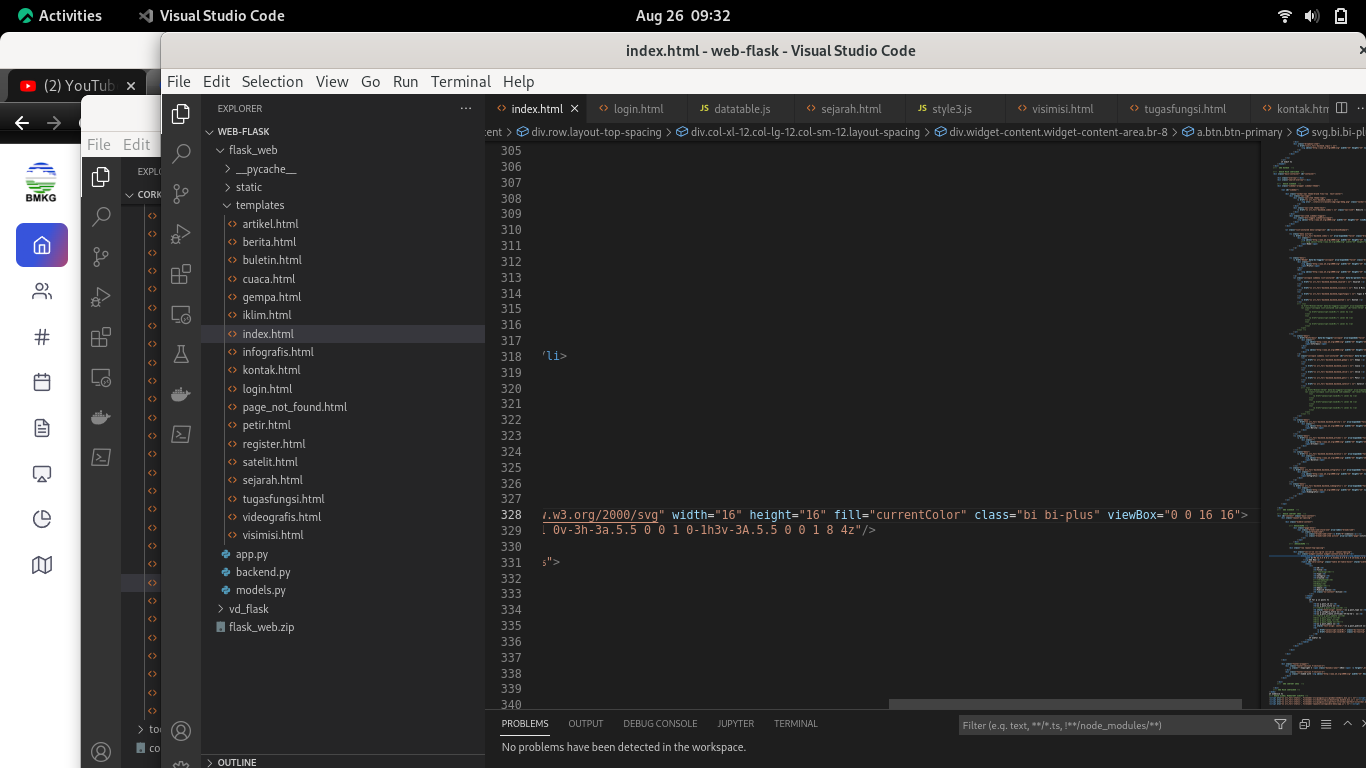 Activities
Visual Studio Code
Aug 26 09:32
index.html - web-flask - Visual Studio Code
(2) YouTub
File Edit Selection View Go Run Terminal Help
File Edit
BMKG
EXPLO
CORK
too
co
EXPLORER
WEB-FLASK
flask_web
__pycache__
static
templates
artikel.html
berita.html
buletin.html
cuaca.html
gempa.html
iklim.html
index.html
infografis.html
kontak.html
login.html
page_not_found.html
petir.html
register.html
satelit.html
sejarah.html
tugasfungsi.html
videografis.html
visimisi.html
app.py
backend.py
models.py
vd_flask
flask_web.zip
OUTLINE
index.html
login.html
JS datatable.js
sejarah.html
JS style3.js
visimisi.html
tugasfungsi.html
kontak.htm
ent > div.row.layout-top-spacing > div.col-xl-12.col-lg-12.col-sm-12.layout-spacing > div.widget-content.widget-content-area.br-8 > a.btn.btn-primary > svg.bi.bi-pl
305
306
307
308
309
310
311
312
313
314
315
316
317
318 /li>
319
320
321
322
323
324
325
326
327
328 .w3.org/2000/svg" width="16" height="16" fill="currentColor" class="bi bi-plus" viewBox="0 0 16 16">
329 0v-3h-3a.5.5 0 0 1 0-1h3v-3A.5.5 0 0 1 8 4z"/>
330
331 s">
332
333
334
335
336
337
338
339
340
PROBLEMS OUTPUT DEBUG CONSOLE JUPYTER TERMINAL
Filter (e.g. text, **/*.ts, !**/node_modules/**)
No problems have been detected in the workspace.